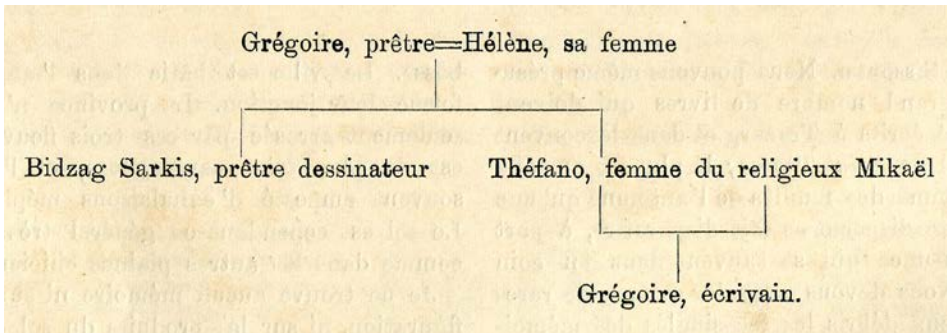 Grégoire, prêtre=Hélène, sa femme
Bidzag Sarkis, prêtre dessinateur Théfano, femme du religieux Mikaël
Grégoire, écrivain.